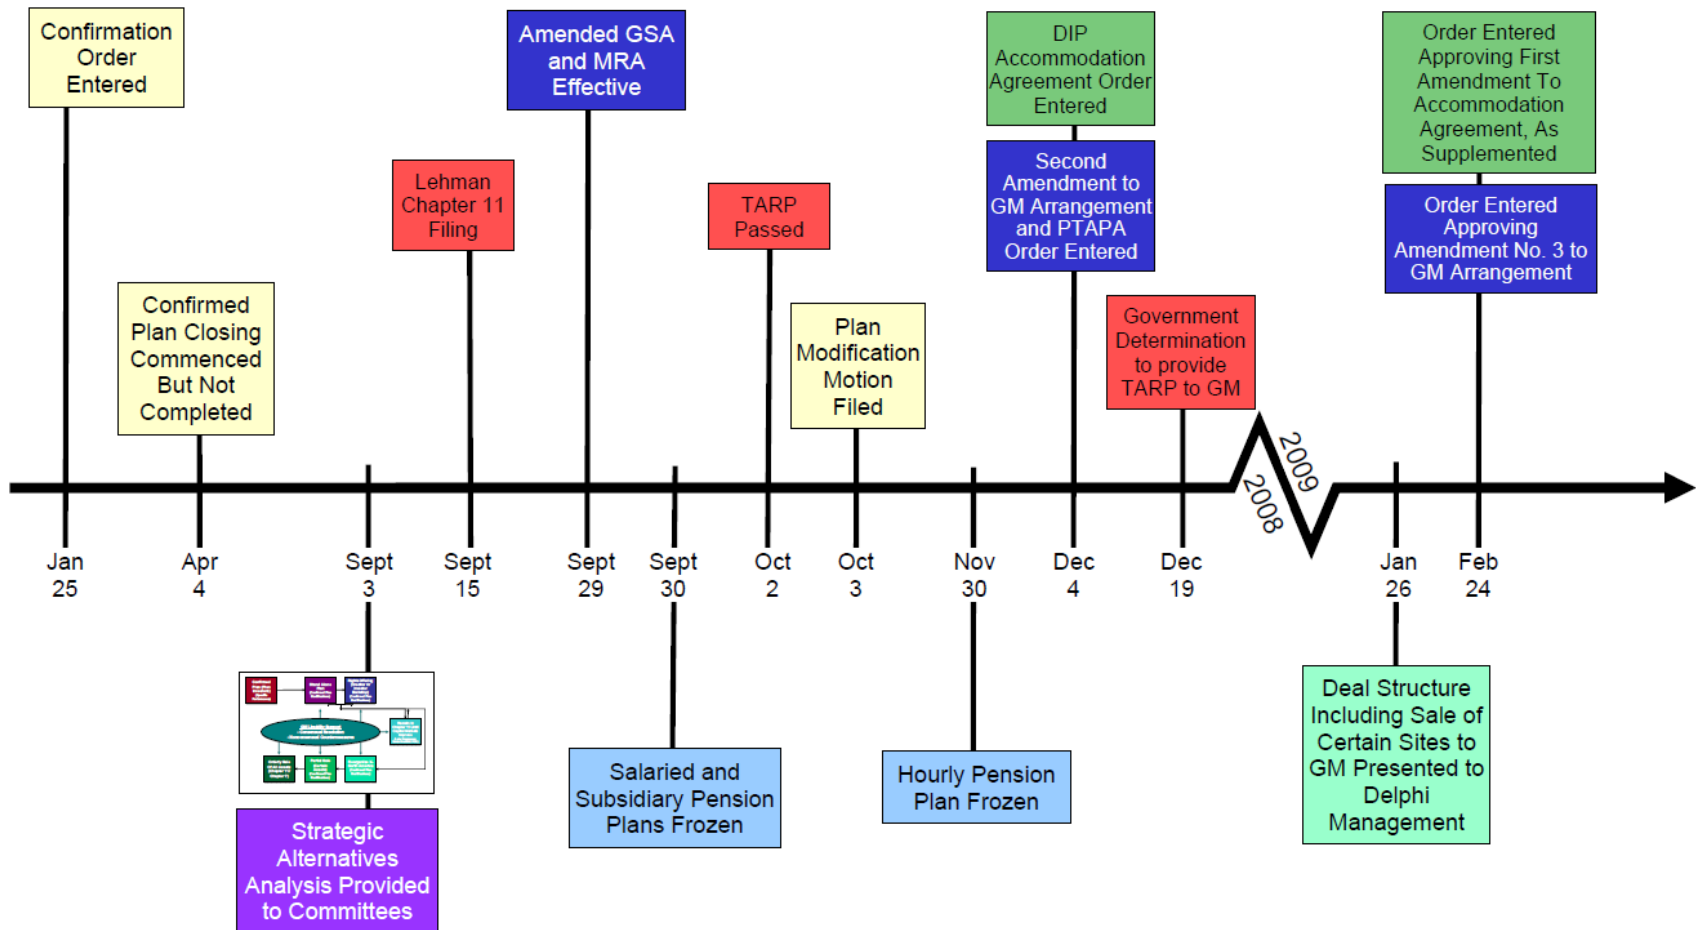 Confirmation
Order
Entered
Amended GSA
and MRA
Effective
DIP
Accommodation
Agreement Order
Entered
Order Entered
Approving First
Amendment To
Accommodation
Agreement, As
Supplemented
Lehman
Chapter 11
Filing
TARP
Passed
Second
Amendment to
GM Arrangement
and PTAPA
Order Entered
Order Entered
Approving
Amendment No. 3 to
GM Arrangement
Confirmed
Plan Closing
Commenced
But Not
Completed
Plan
Modification
Motion
Filed
Government
Determination
to provide
TARP to GM
2009
2008
Jan
25
Apr
4
Sept
3
Sept
15
Sept
29
Sept
30
Oct
2
Oct
3
Nov
30
Dec
4
Dec
19
Jan
26
Feb
24
Strategic
Alternatives
Analysis Provided
to Committees
Salaried and
Subsidiary Pension
Plans Frozen
Hourly Pension
Plan Frozen
Deal Structure
Including Sale of
Certain Sites to
GM Presented to
Delphi
Management